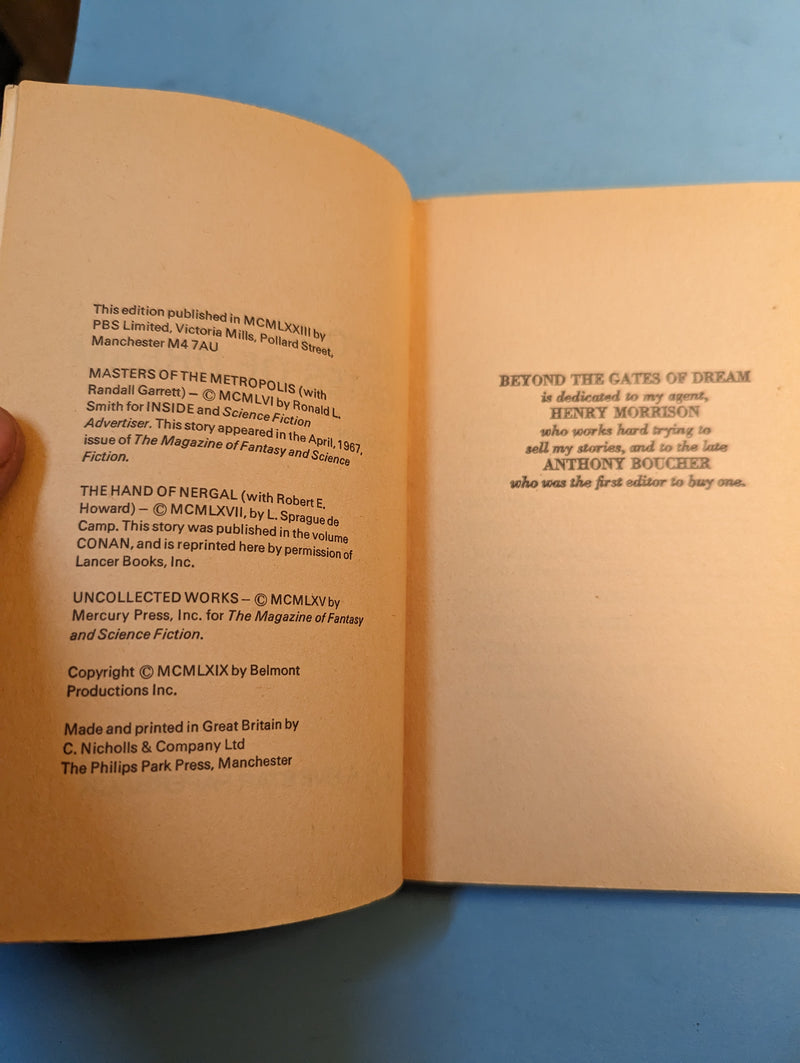 This edition published in MCMLXXIII by
PBS Limited, Victoria Mills, Pollard Street,
Manchester M4 7AU
MASTERS OF THE METROPOLIS (with
Randall Garrett) – © MCMLVI by Ronald L.
Smith for INSIDE and Science Fiction
Advertiser. This story appeared in the April, 1967,
issue of The Magazine of Fantasy and Science
Fiction.
THE HAND OF NERGAL (with Robert E.
Howard) – © MCMLXVII, by L. Sprague de
Camp. This story was published in the volume
CONAN, and is reprinted here by permission of
Lancer Books, Inc.
UNCOLLECTED WORKS – © MCMLXV by
Mercury Press, Inc. for The Magazine of Fantasy
and Science Fiction.
Copyright © MCMLXIX by Belmont
Productions Inc.
Made and printed in Great Britain by
C. Nicholls & Company Ltd
The Philips Park Press, Manchester
BEYOND THE GATES OF DREAM
is dedicated to my agent,
HENRY MORRISON
who works hard trying to
sell my stories, and to the late
ANTHONY BOUCHER
who was the first editor to buy one.